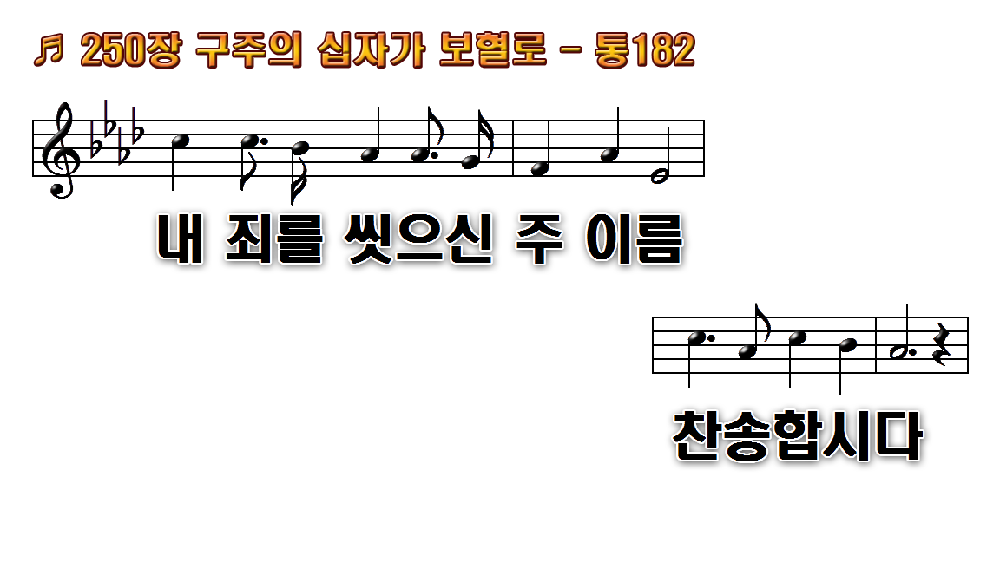 ♬ 250장 구주의 십자가 보혈로 - 통182
내 죄를 씻으신 주 이름
찬송합시다